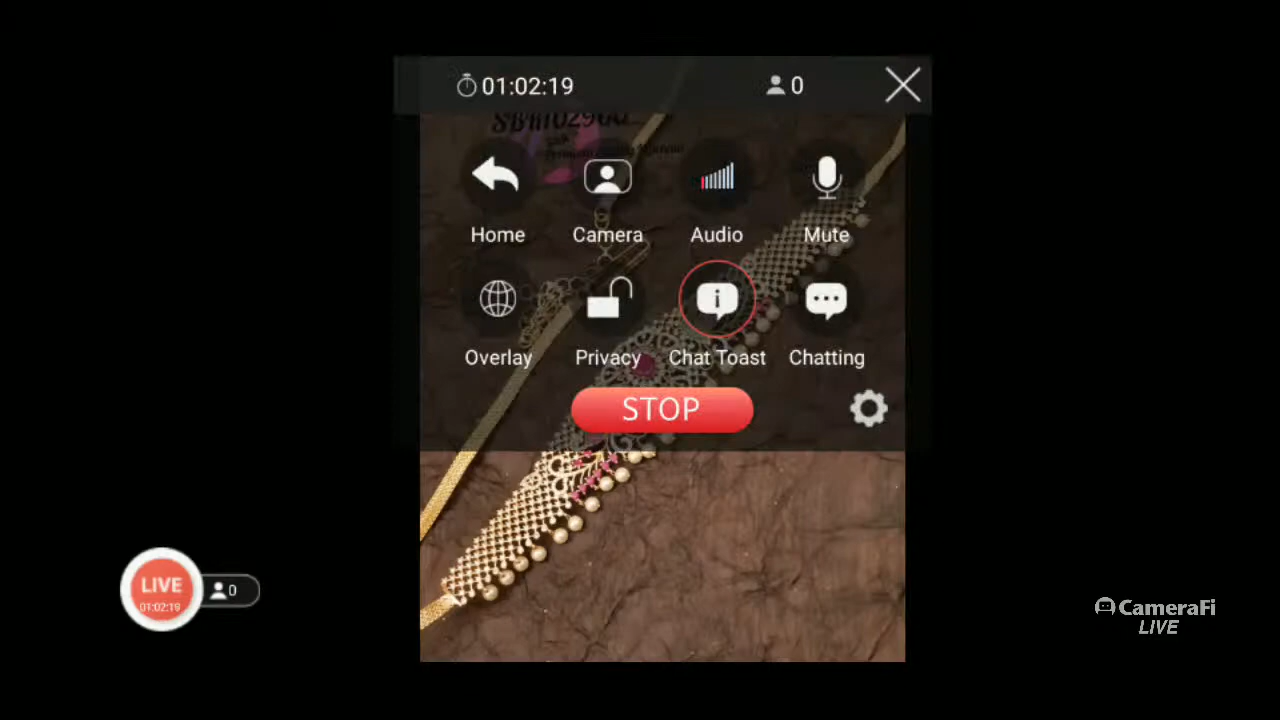 01:02:19 0
Home Camera Audio Mute
Overlay Privacy Chat Toast Chatting
STOP
LIVE
01:02:19
0
CameraFi
LIVE